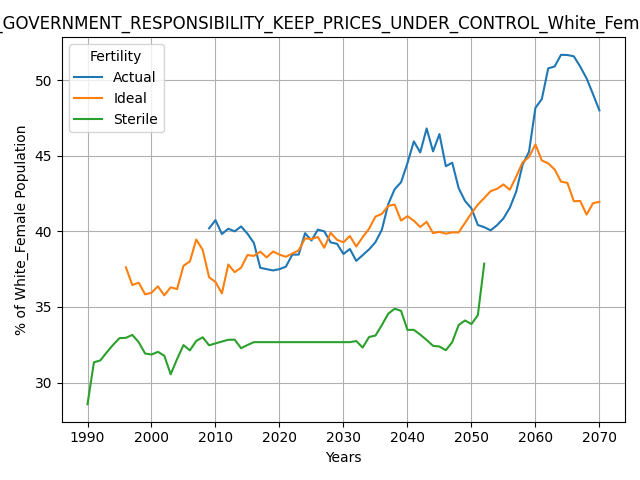 _GOVERNMENT_RESPONSIBILITY_KEEP_PRICES_UNDER_CONTROL_White_Fem
Fertility
Actual
Ideal
Sterile
% of White_Female Population
50
45
40
35
30
1990 2000 2010 2020 2030 2040 2050 2060 2070
Years